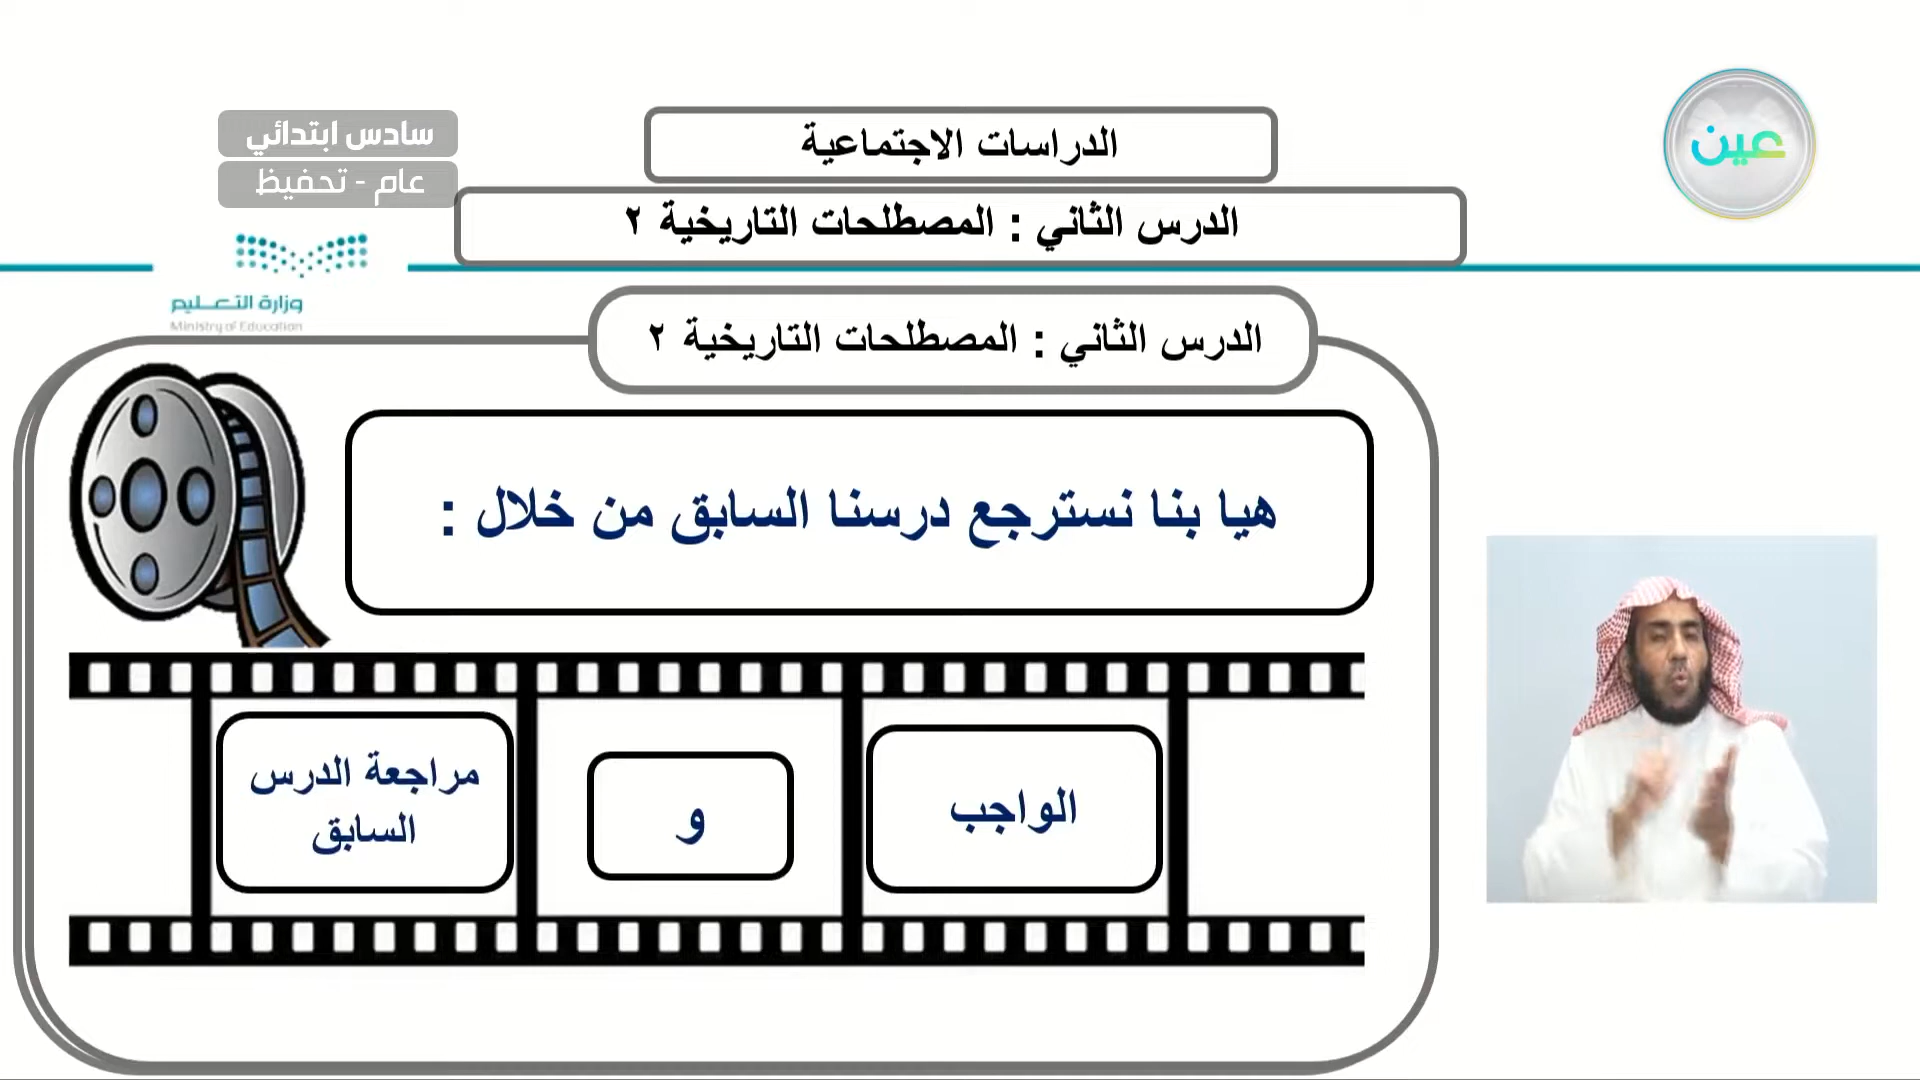 عين
الدراسات الاجتماعية
سادس ابتدائي
عام - تحفيظ
الدرس الثاني : المصطلحات التاريخية ٢
وزارة التعليم
Ministry of Education
الدرس الثاني : المصطلحات التاريخية ٢
هيا بنا نسترجع درسنا السابق من خلال :
الواجب
و
مراجعة الدرس
السابق